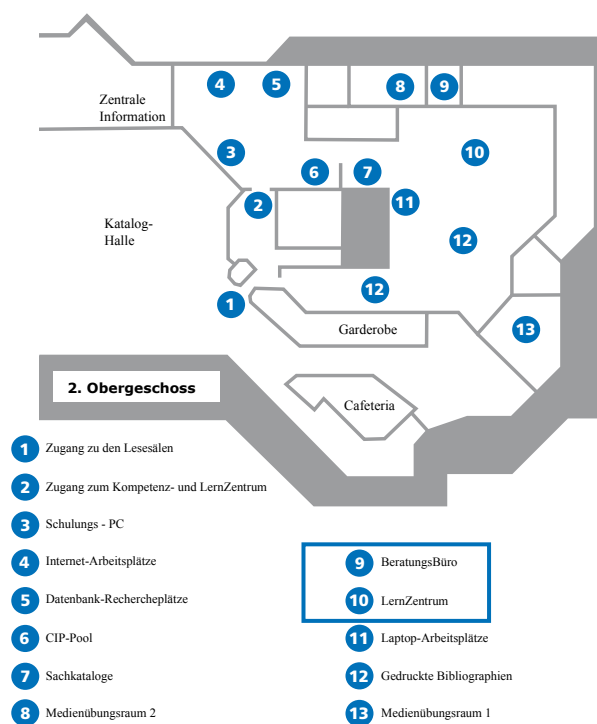 4
5
8
9
Zentrale
Information
3
10
6
7
2
11
Katalog-
Halle
12
12
1
13
Garderobe
2. Obergeschoss
Cafeteria
1 Zugang zu den Lesesälen
2 Zugang zum Kompetenz- und LernZentrum
3 Schulungs - PC
4 Internet-Arbeitsplätze
5 Datenbank-Rechercheplätze
6 CIP-Pool
7 Sachkataloge
8 Medienübungsraum 2
9 BeratungsBüro
10 LernZentrum
11 Laptop-Arbeitsplätze
12 Gedruckte Bibliographien
13 Medienübungsraum 1